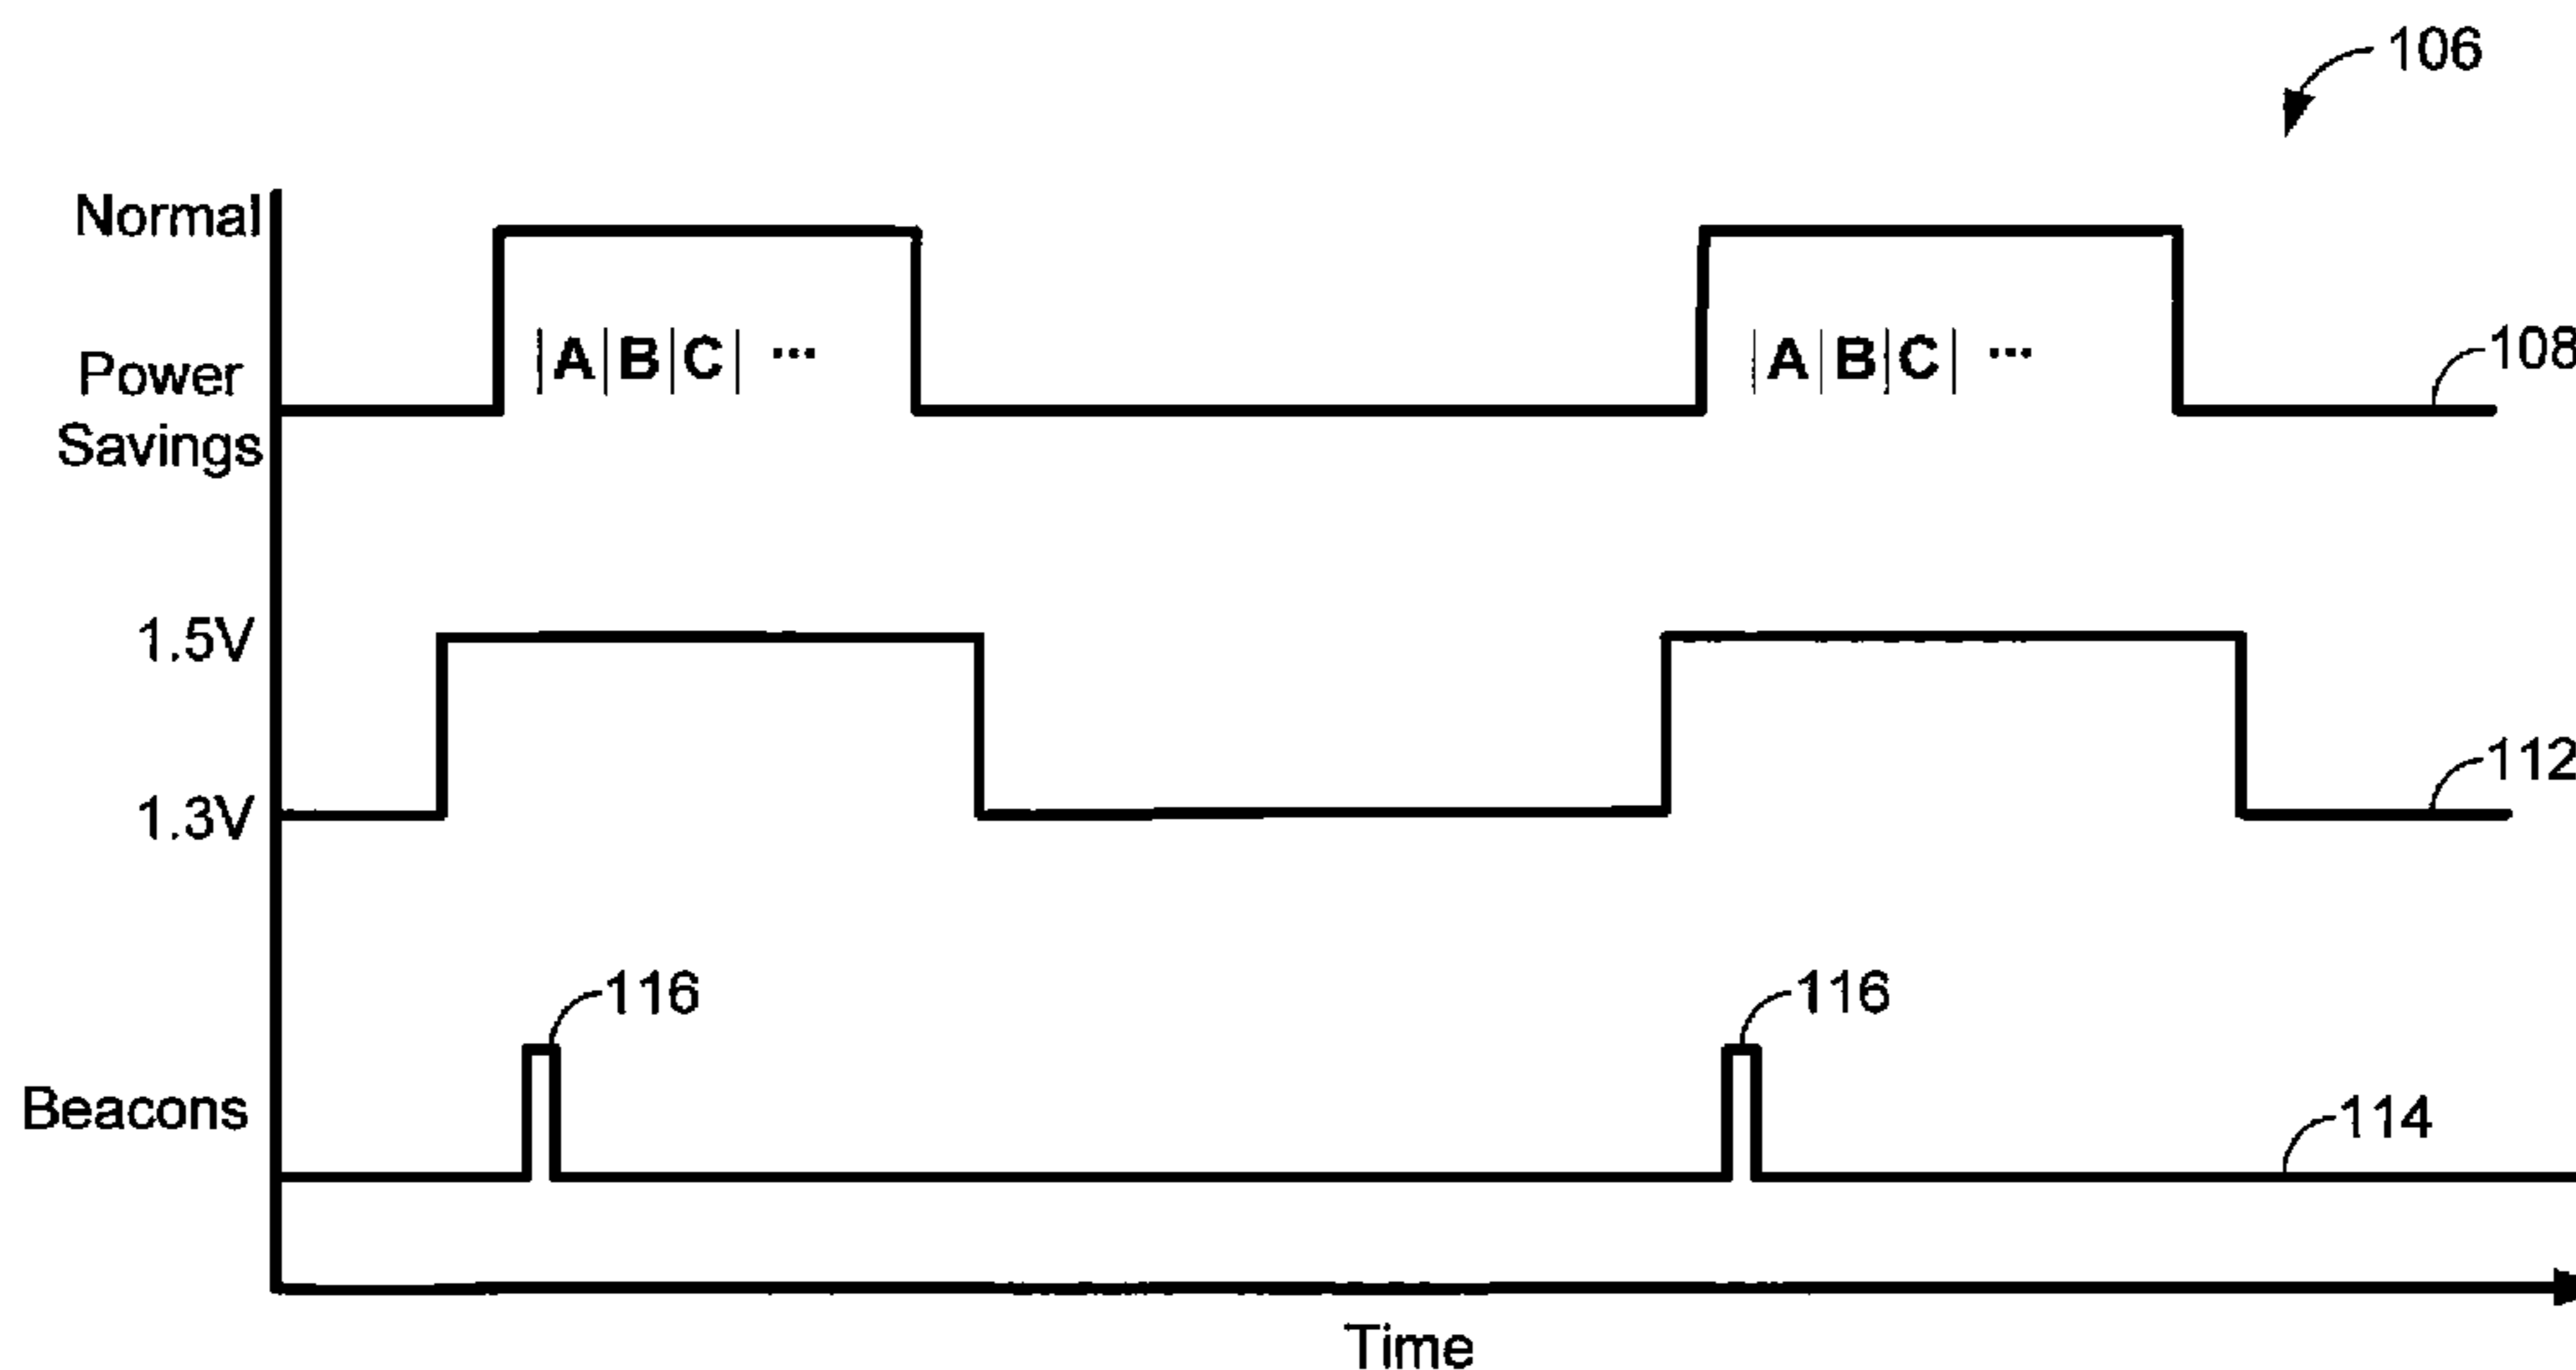 106
Normal
|A|B|C| ...
|A|B|C| ...
108
Power
Savings
1.5V
112
1.3V
116
116
Beacons
114
Time